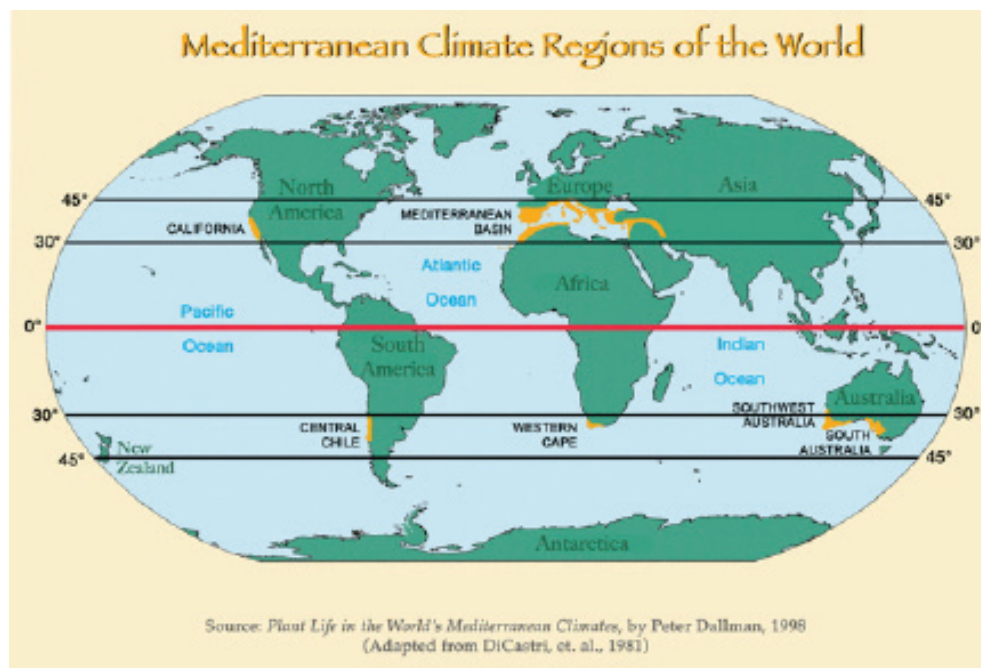 Mediterranean Climate Regions of the World
North
America
Europe
Asia
45°
45°
CALIFORNIA
MEDITERRANEAN
BASIN
30°
30°
Atlantic
Ocean
Africa
Pacific
Ocean
0°
0
South
America
Indian
Ocean
Australia
SOUTHWEST
AUSTRALIA
30°
30°
CENTRAL
CHILE
WESTERN
CAPE
SOUTH
AUSTRALIA
New
Zealand
45°
45°
Antarctica
Source: Plant Life in the World's Mediterranean Climates, by Peter Dallman, 1998
(Adapted from DiCastri, et. al., 1981)